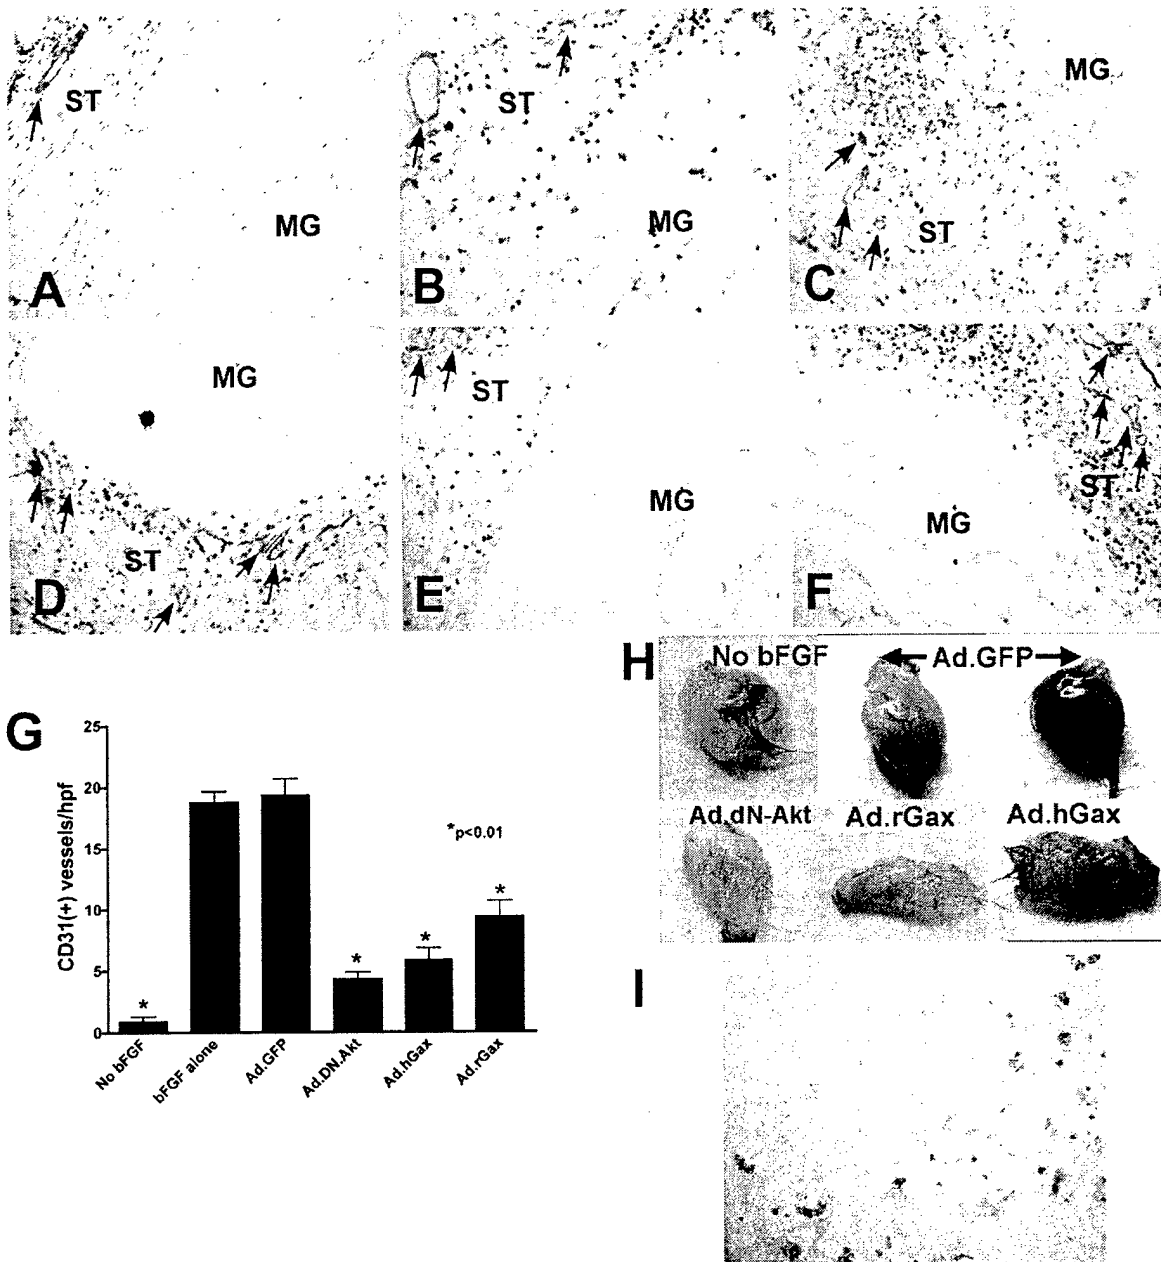 ST
MG
A
ST
MG
B
MG
ST
C
MG
ST
D
ST
MG
E
ST
MG
F
G
25
20
15
10
5
0
CD31(+) vessels/hpf
*p<0.01
*
*
*
*
No bFGF
bFGF alone
Ad.GFP
Ad.DN.Akt
Ad.hGax
Ad.rGax
H
No bFGF
Ad.GFP
Ad.dN-Akt
Ad.rGax
Ad.hGax
I